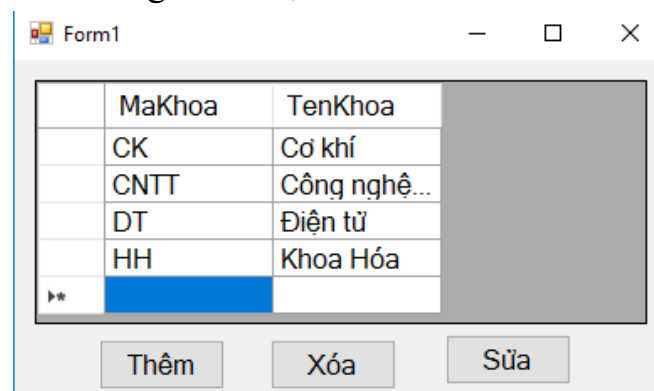 Form1
MaKhoa TenKhoa
CK Cơ khí
CNTT Công nghệ...
DT Điện tử
HH Khoa Hóa
Thêm Xóa Sửa